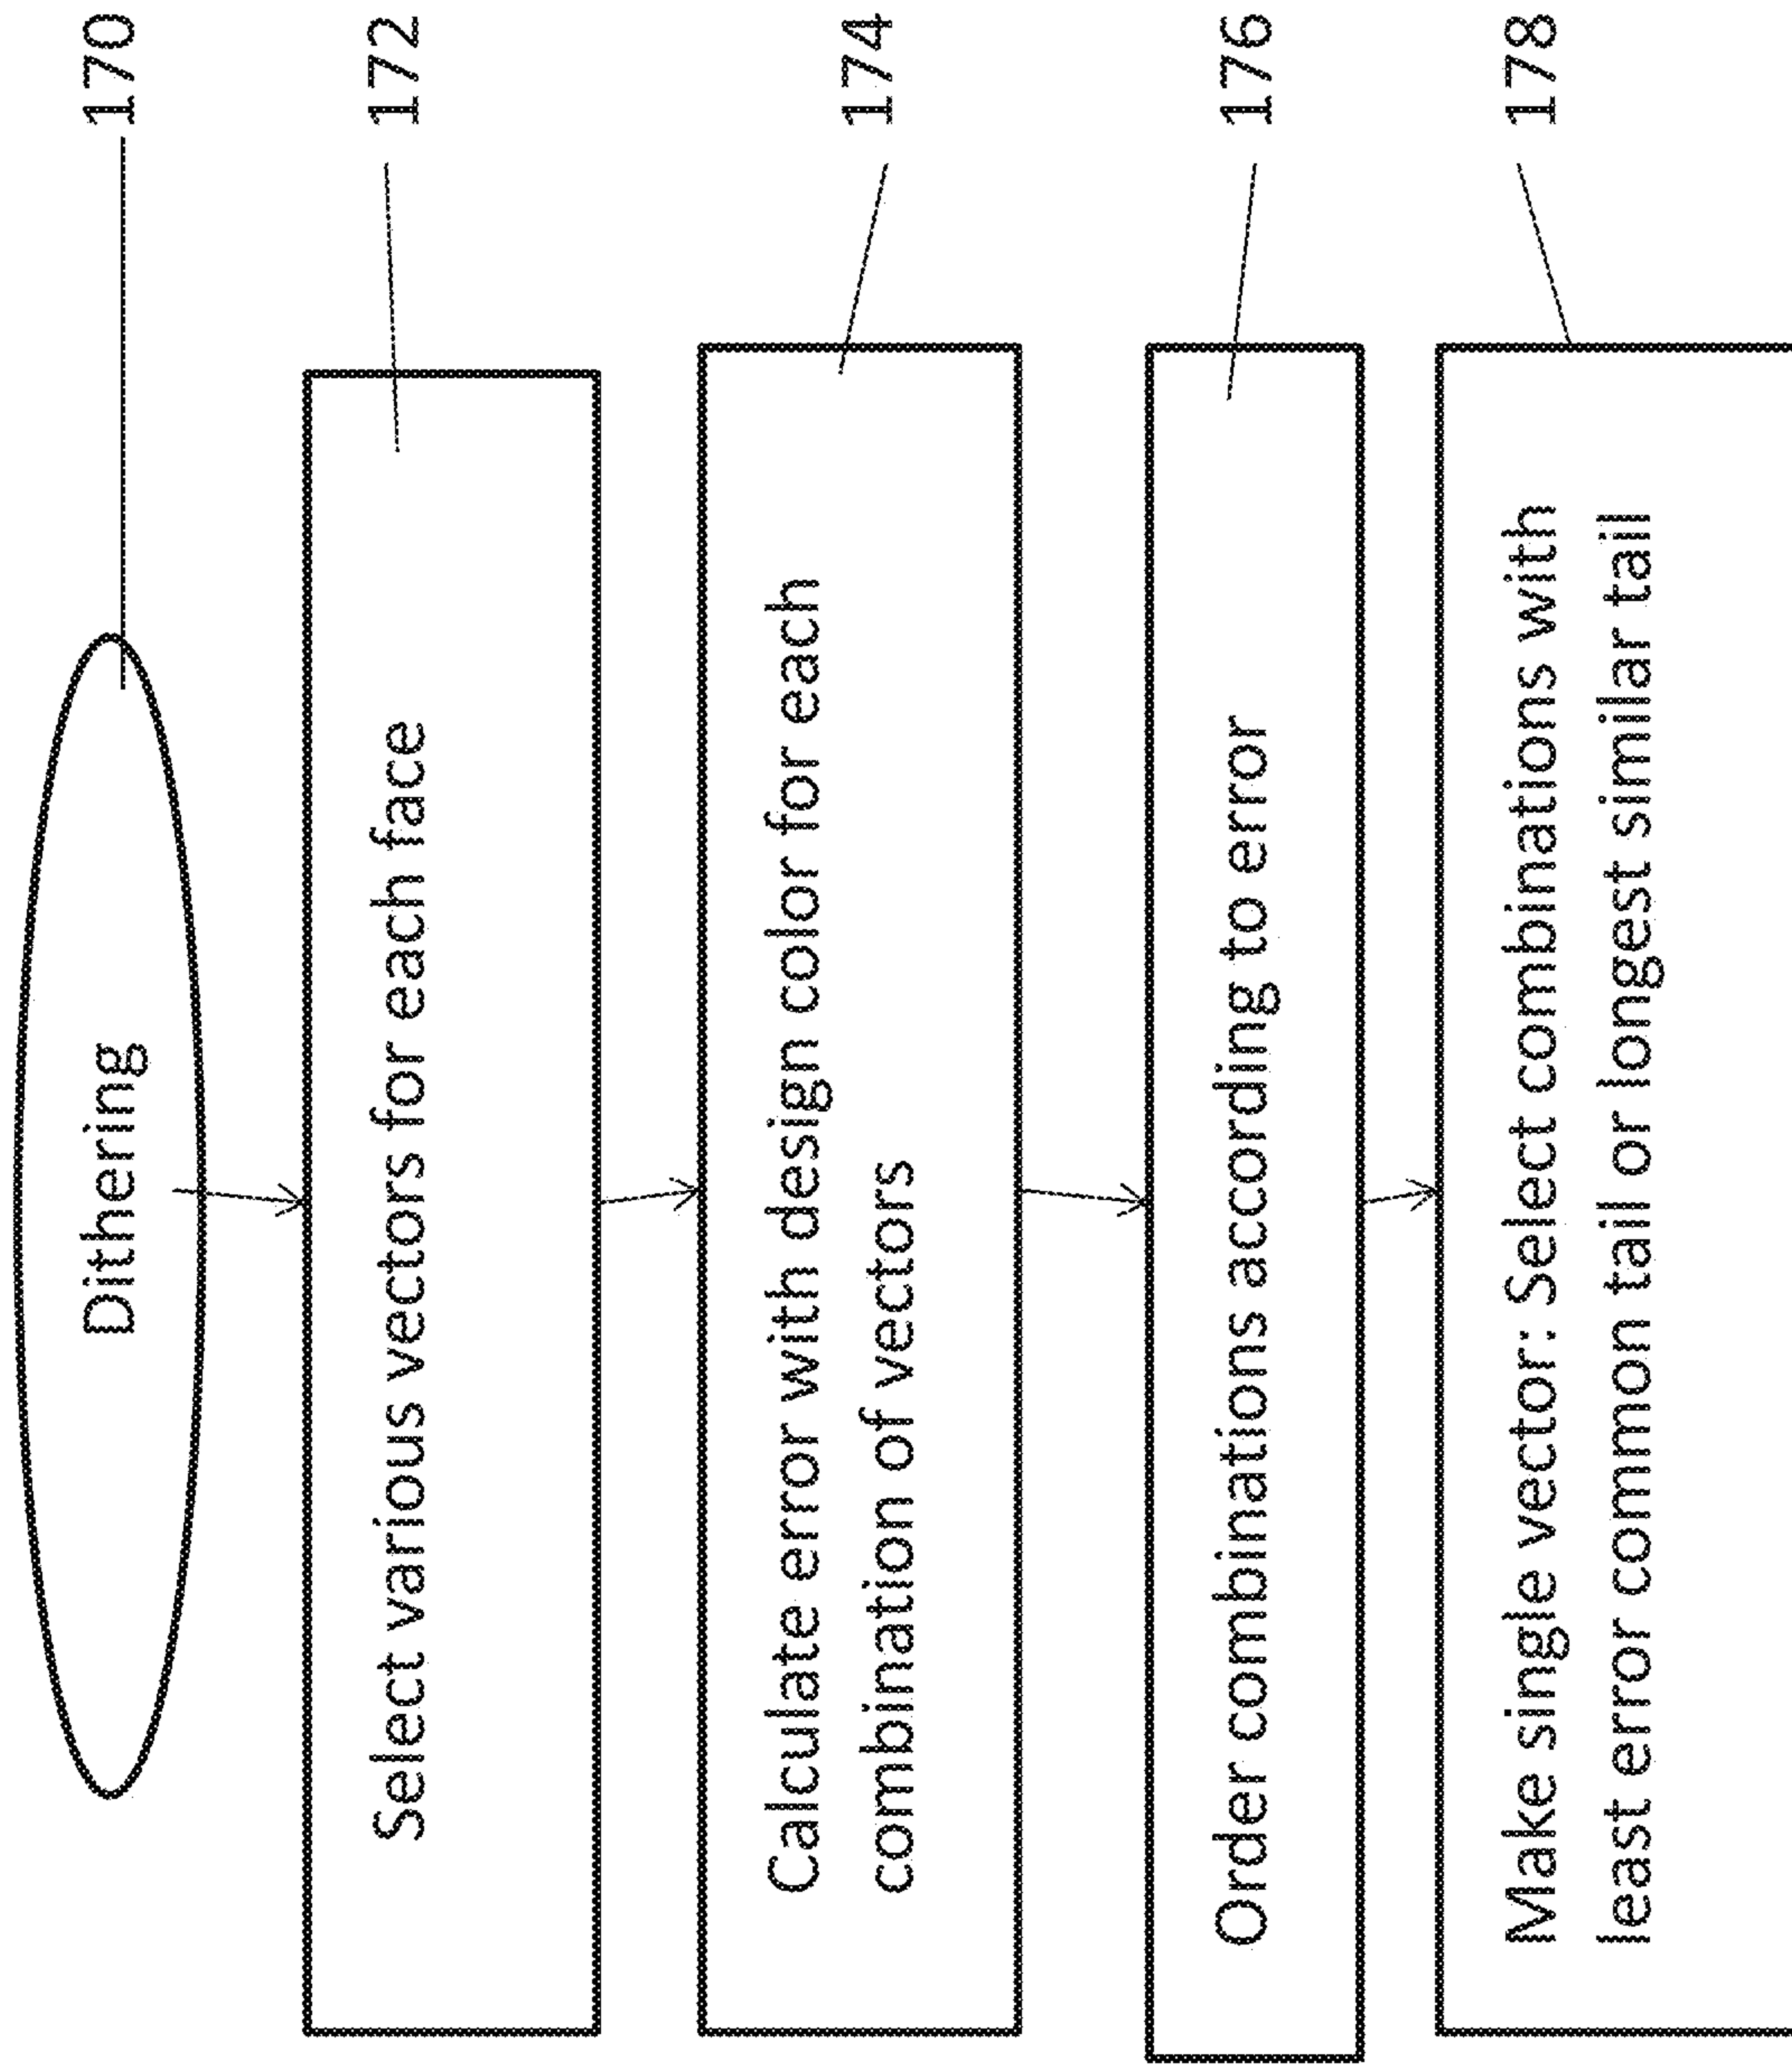 Dithering
170
Select various vectors for each face
172
Calculate error with design color for each
combination of vectors
174
Order combinations according to error
176
Make single vector: Select combinations with
least error common tail or longest similar tail
178